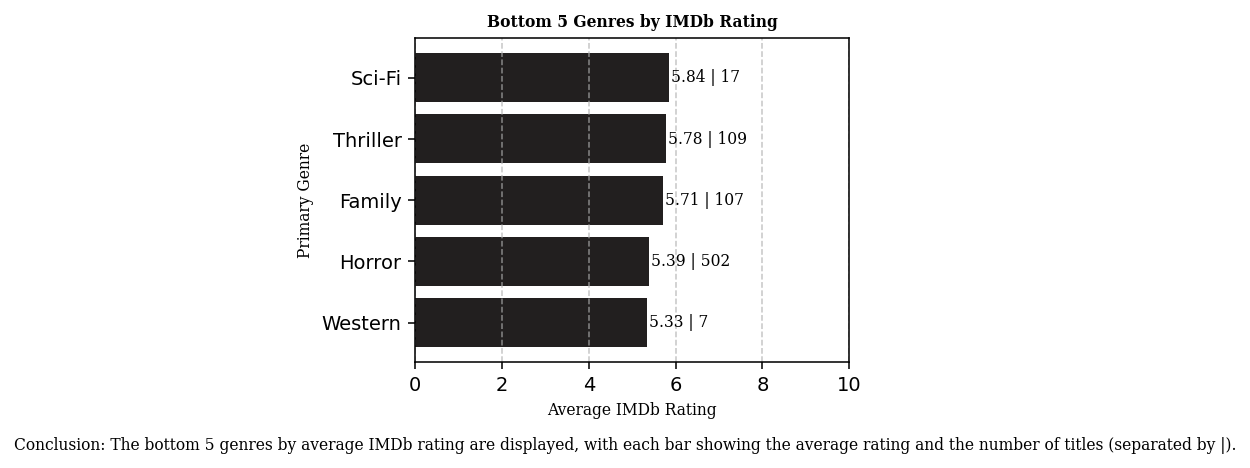 Bottom 5 Genres by IMDb Rating
Sci-Fi
5.84 | 17
Thriller
5.78 | 109
Family
5.71 | 107
Horror
5.39 | 502
Western
5.33 | 7
Primary Genre
0 2 4 6 8 10
Average IMDb Rating
Conclusion: The bottom 5 genres by average IMDb rating are displayed, with each bar showing the average rating and the number of titles (separated by |).